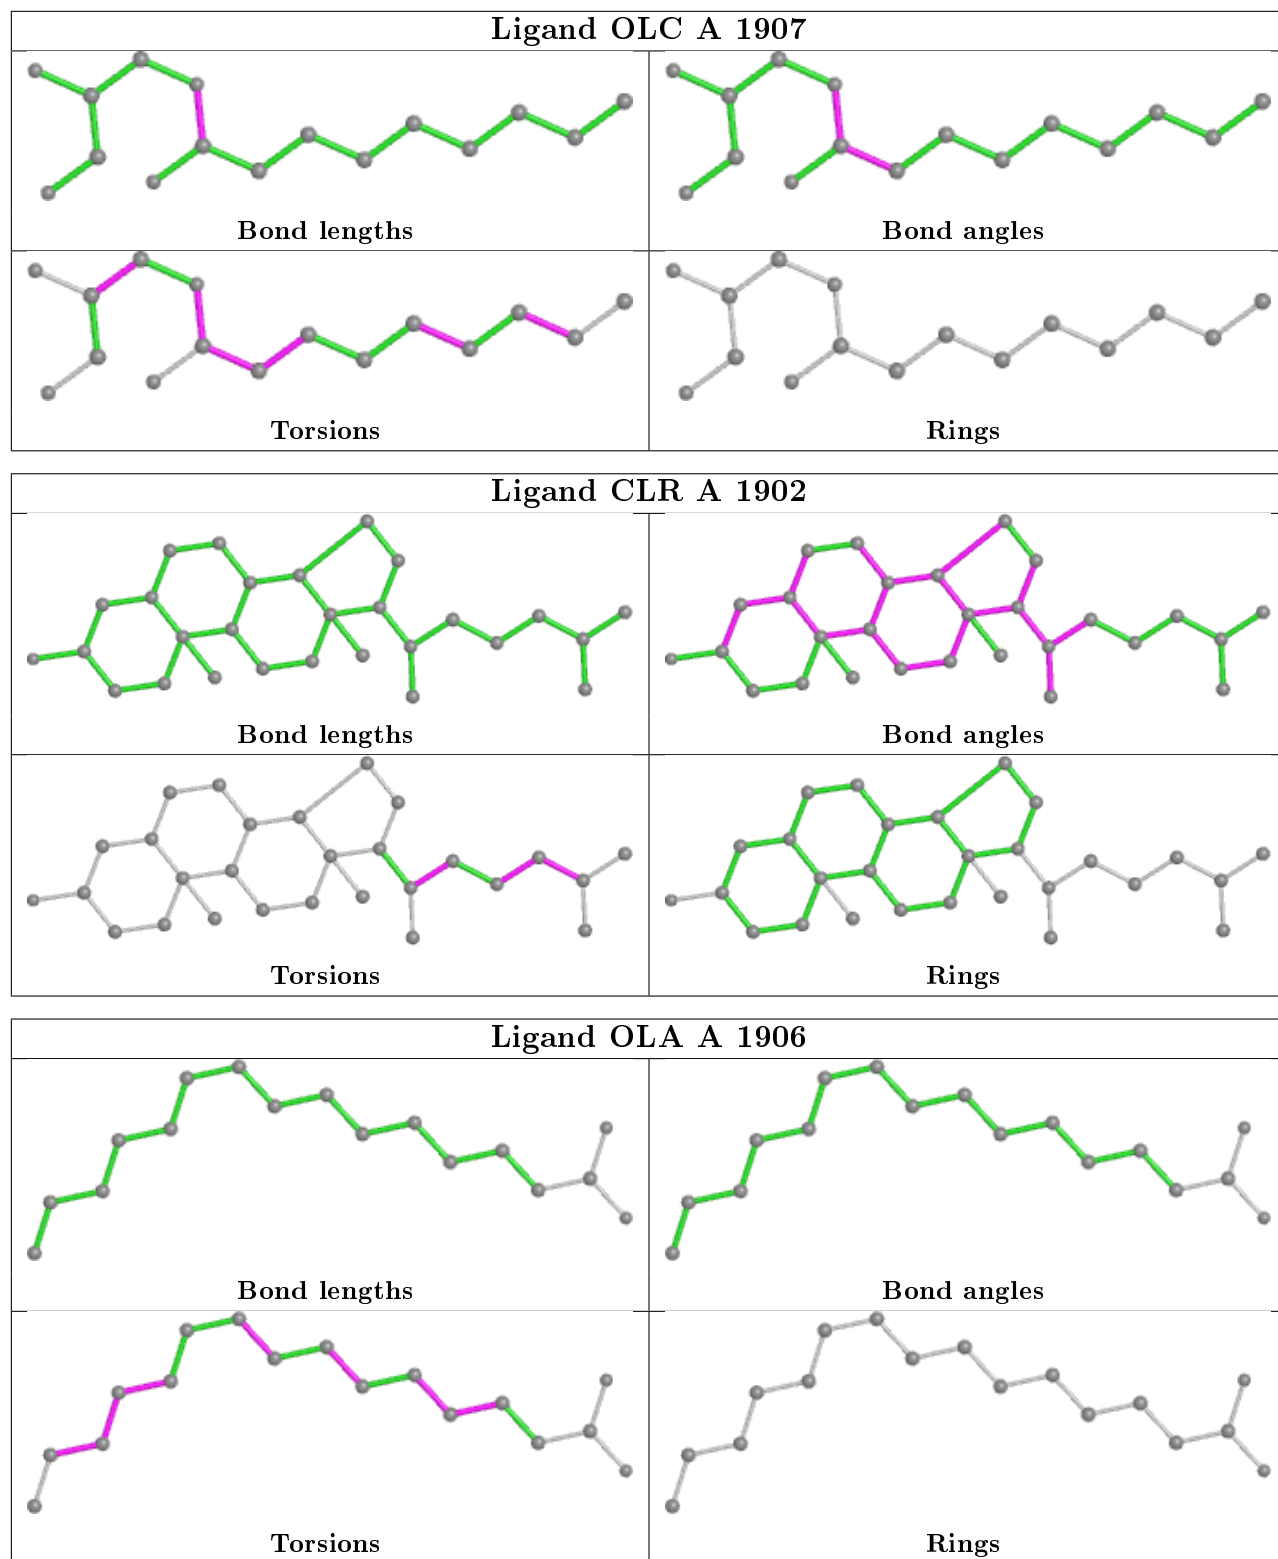 Ligand OLC A 1907
Bond lengths
Bond angles
Torsions
Rings
Ligand CLR A 1902
Bond lengths
Bond angles
Torsions
Rings
Ligand OLA A 1906
Bond lengths
Bond angles
Torsions
Rings